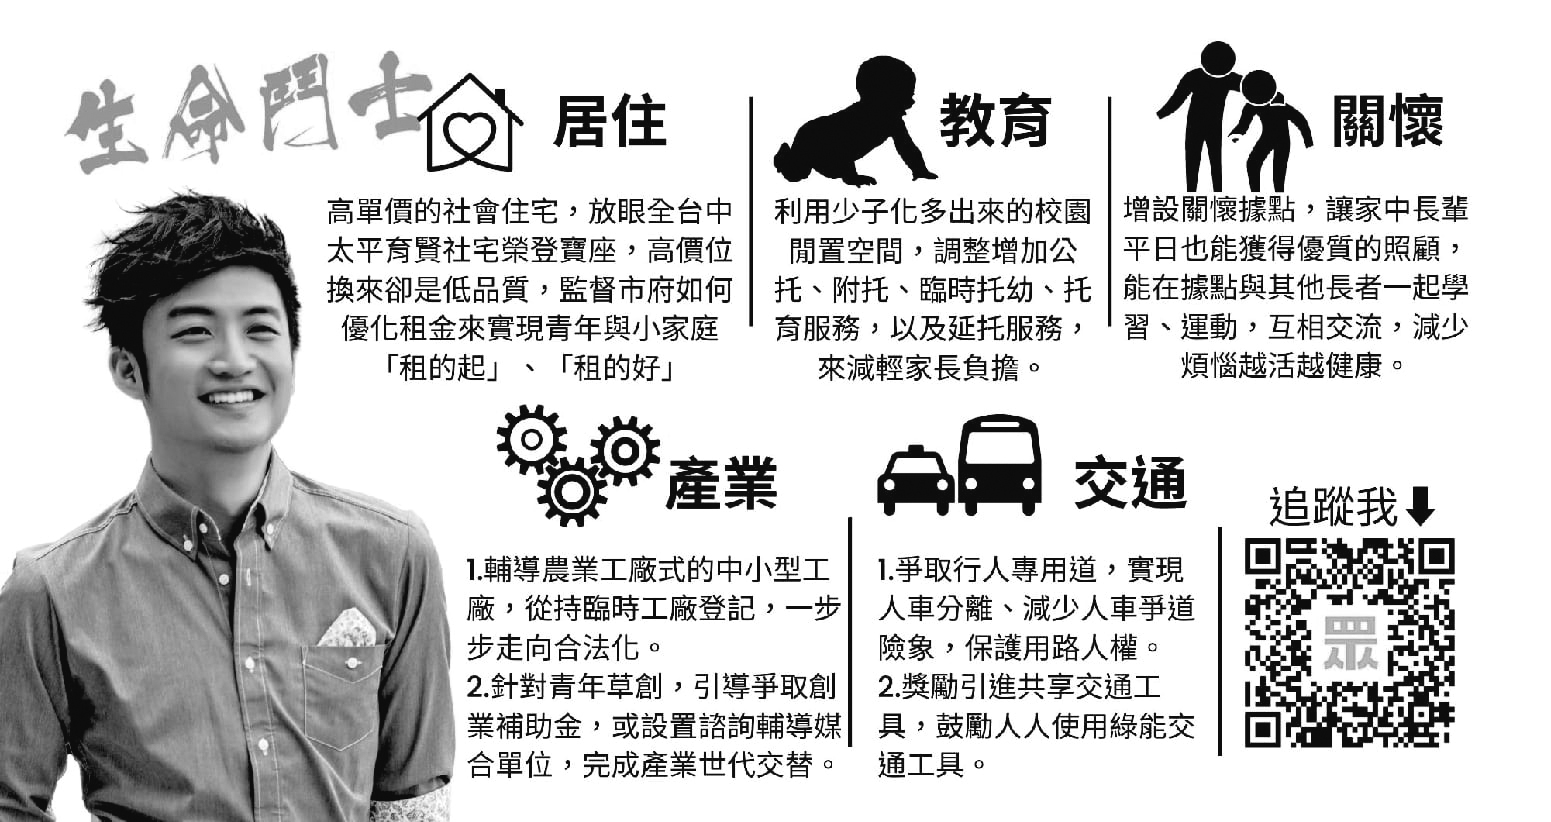 生命鬥士
居住
高單價的社會住宅，放眼全台中
太平育賢社宅榮登寶座，高價位
換來卻是低品質，監督市府如何
優化租金來實現青年與小家庭
「租的起」、「租的好」
教育
利用少子化多出來的校園
閒置空間，調整增加公
托、附托、臨時托幼、托
育服務，以及延托服務，
來減輕家長負擔。
關懷
增設關懷據點，讓家中長輩
平日也能獲得優質的照顧，
能在據點與其他長者一起學
習、運動，互相交流，減少
煩惱越活越健康。
產業
1.輔導農業工廠式的中小型工
廠，從持臨時工廠登記，一步
步走向合法化。
2.針對青年草創，引導爭取創
業補助金，或設置諮詢輔導媒
合單位，完成產業世代交替。
交通
1.爭取行人專用道，實現
人車分離、減少人車爭道
險象，保護用路人權。
2.獎勵引進共享交通工
具，鼓勵人人使用綠能交
通工具。
追蹤我
眾